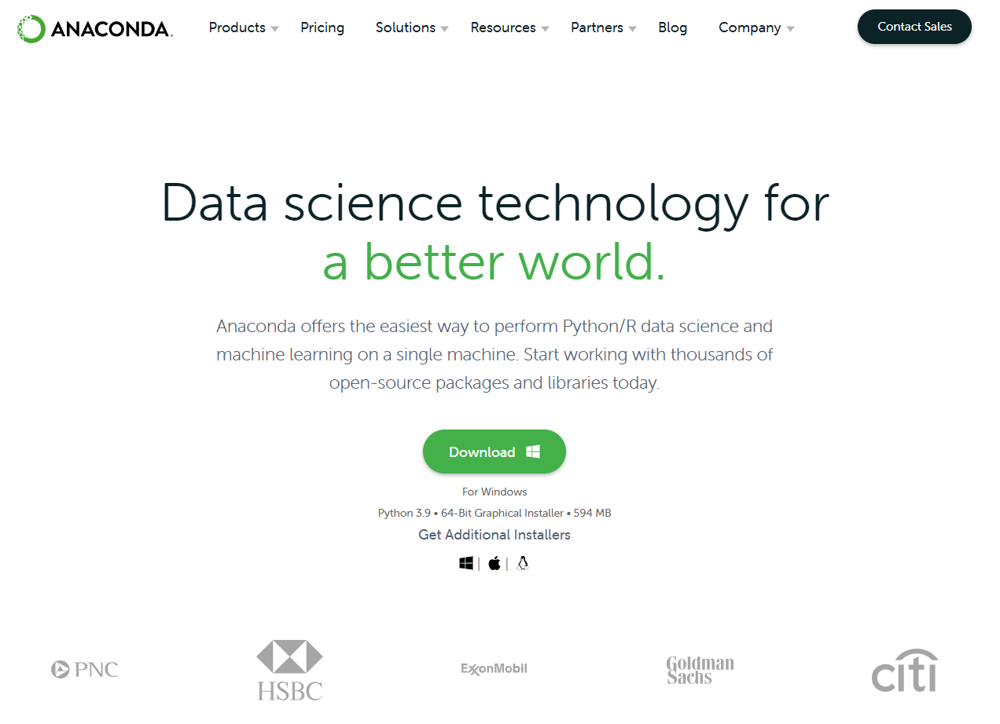 ANACONDA. Products Pricing Solutions Resources Partners Blog Company Contact Sales
Data science technology for
a better world.
Anaconda offers the easiest way to perform Python/R data science and
machine learning on a single machine. Start working with thousands of
open-source packages and libraries today.
Download
For Windows
Python 3.9 • 64-Bit Graphical Installer • 594 MB
Get Additional Installers
| |
PNC HSBC ExxonMobil Goldman Sachs citi